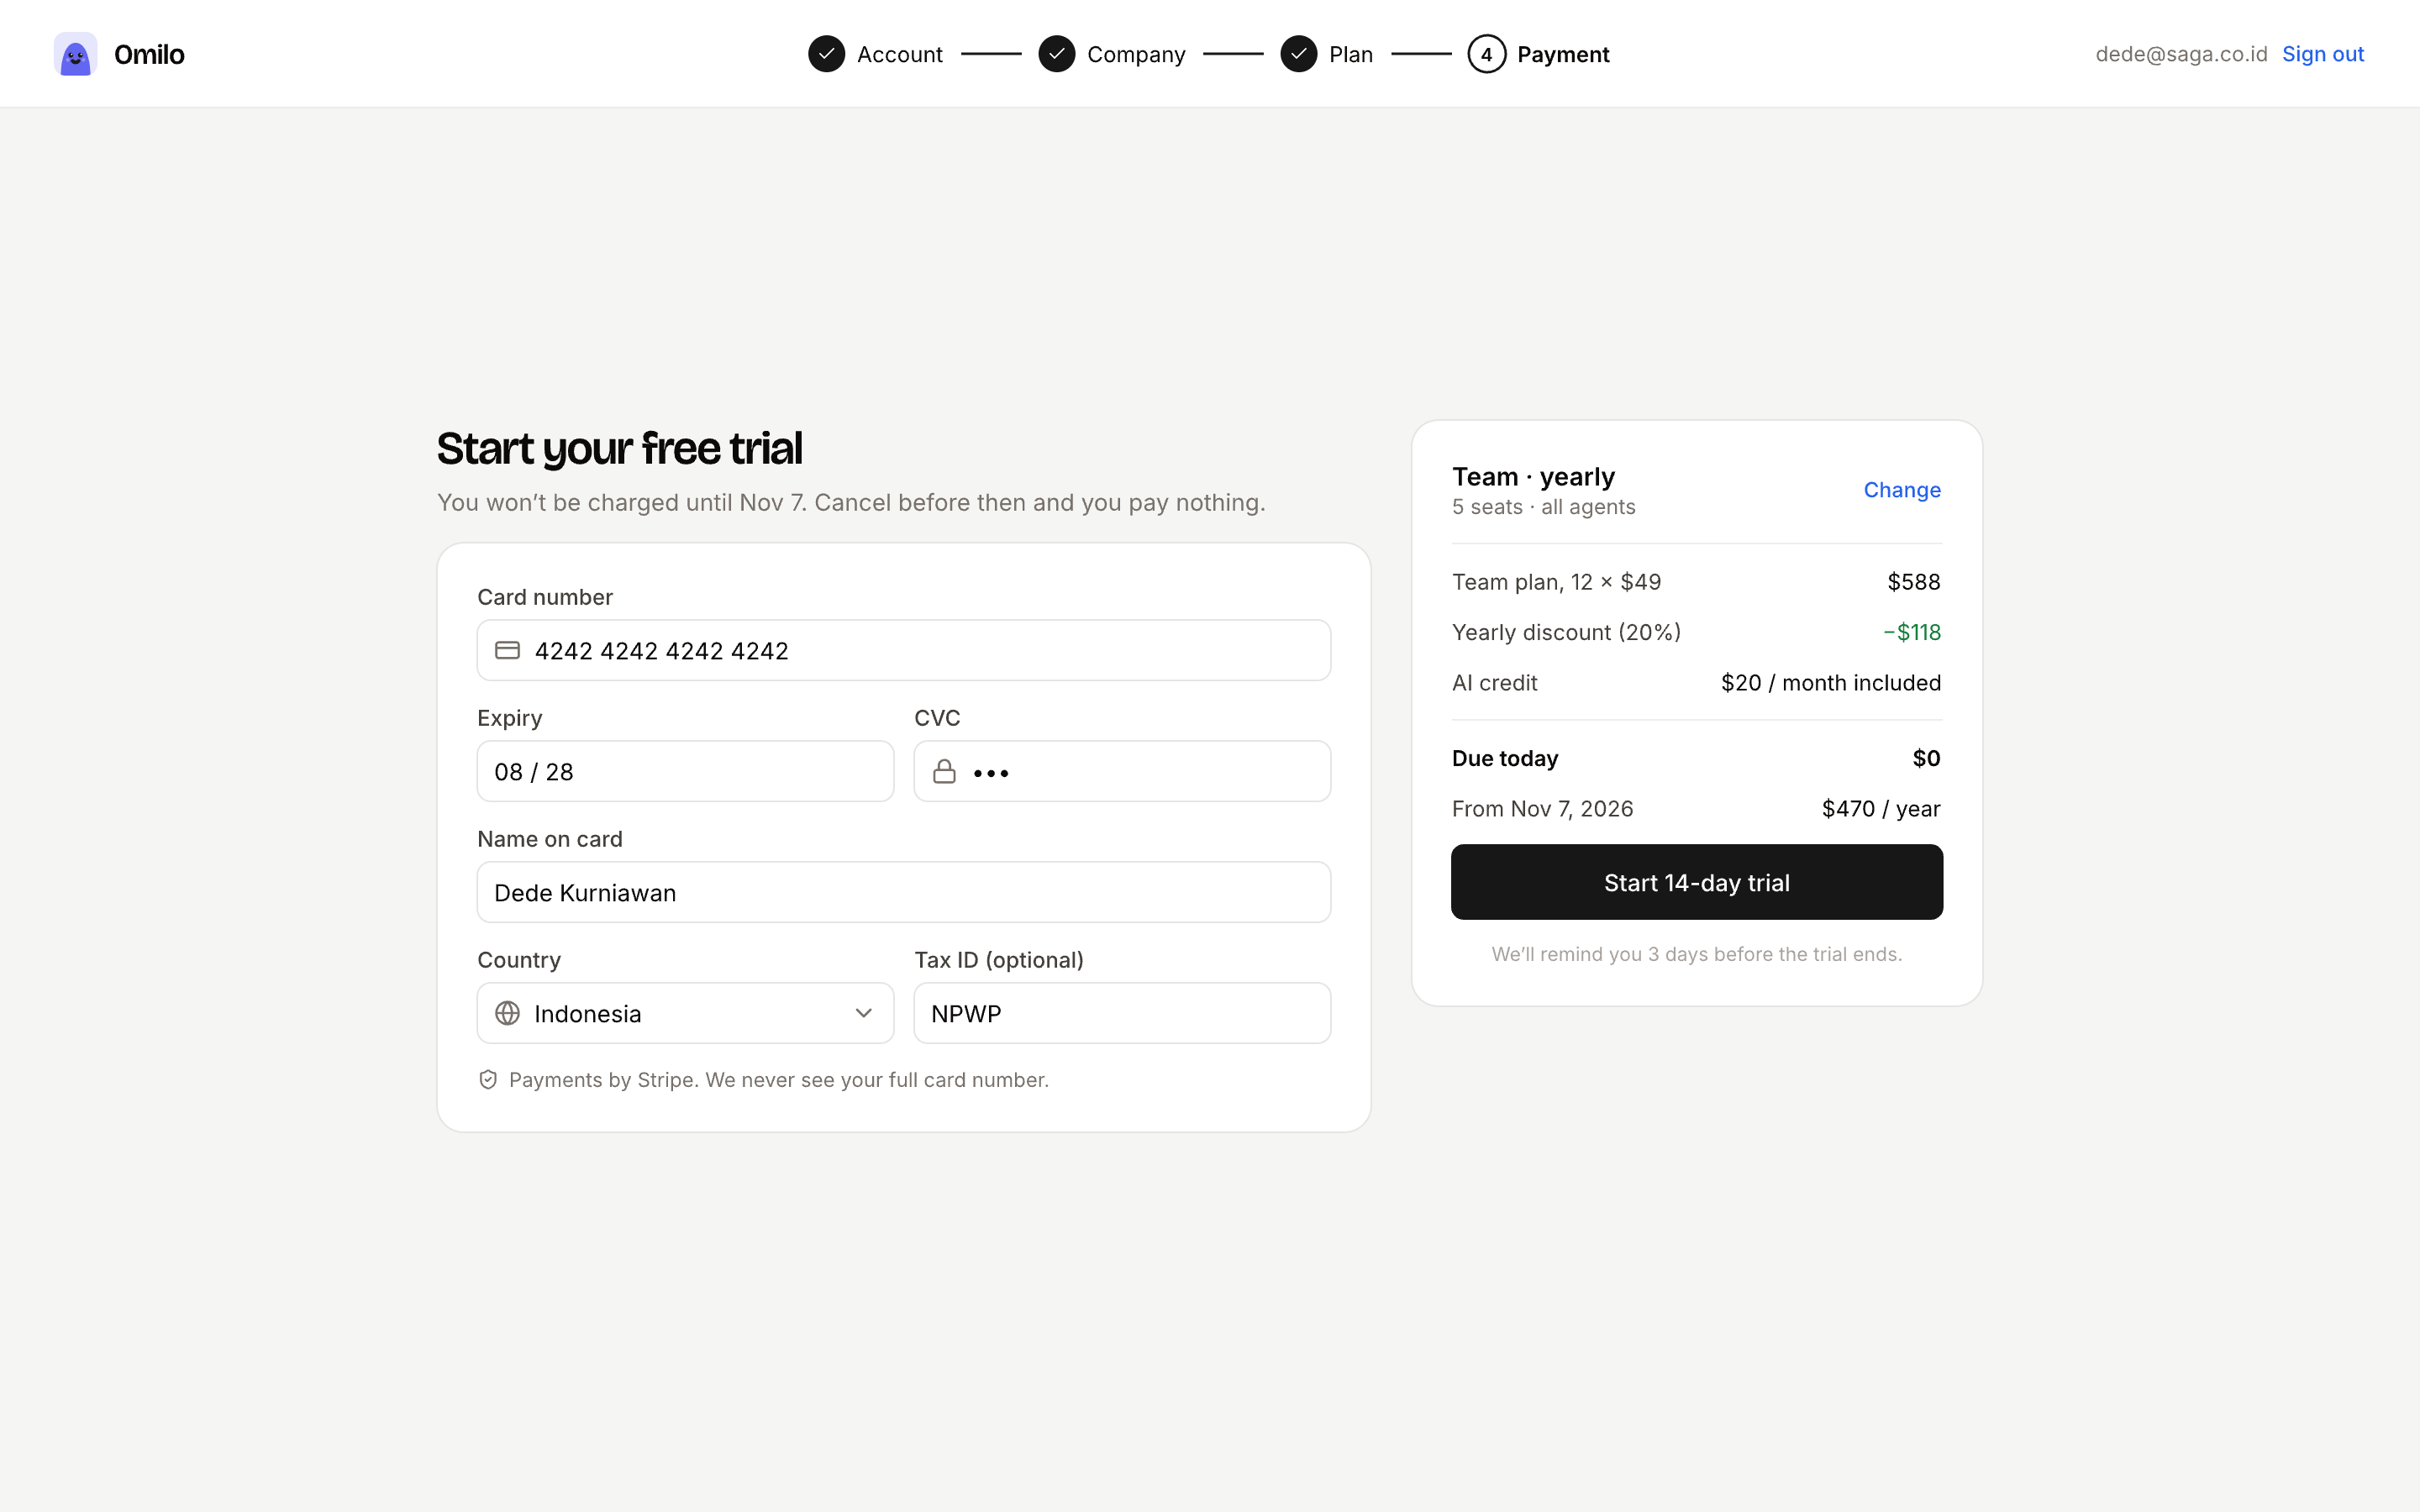 Omilo
Account
Company
Plan
4 Payment
dede@saga.co.id Sign out
Start your free trial
You won’t be charged until Nov 7. Cancel before then and you pay nothing.
Card number
4242 4242 4242 4242
Expiry
08 / 28
CVC
•••
Name on card
Dede Kurniawan
Country
Indonesia
Tax ID (optional)
NPWP
Payments by Stripe. We never see your full card number.
Team · yearly
5 seats · all agents
Change
Team plan, 12 × $49 $588
Yearly discount (20%) −$118
AI credit $20 / month included
Due today $0
From Nov 7, 2026 $470 / year
Start 14-day trial
We’ll remind you 3 days before the trial ends.